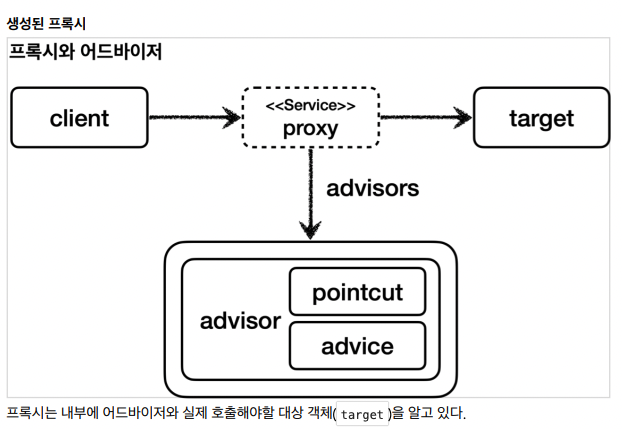 생성된 프록시
프록시와 어드바이저
client
<<Service>>
proxy
target
advisors
advisor
pointcut
advice
프록시는 내부에 어드바이저와 실제 호출해야할 대상 객체( target )을 알고 있다.